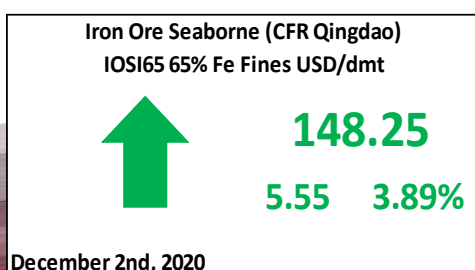 Iron Ore Seaborne (CFR Qingdao)
IOSI65 65% Fe Fines USD/dmt
148.25
5.55 3.89%
December 2nd, 2020